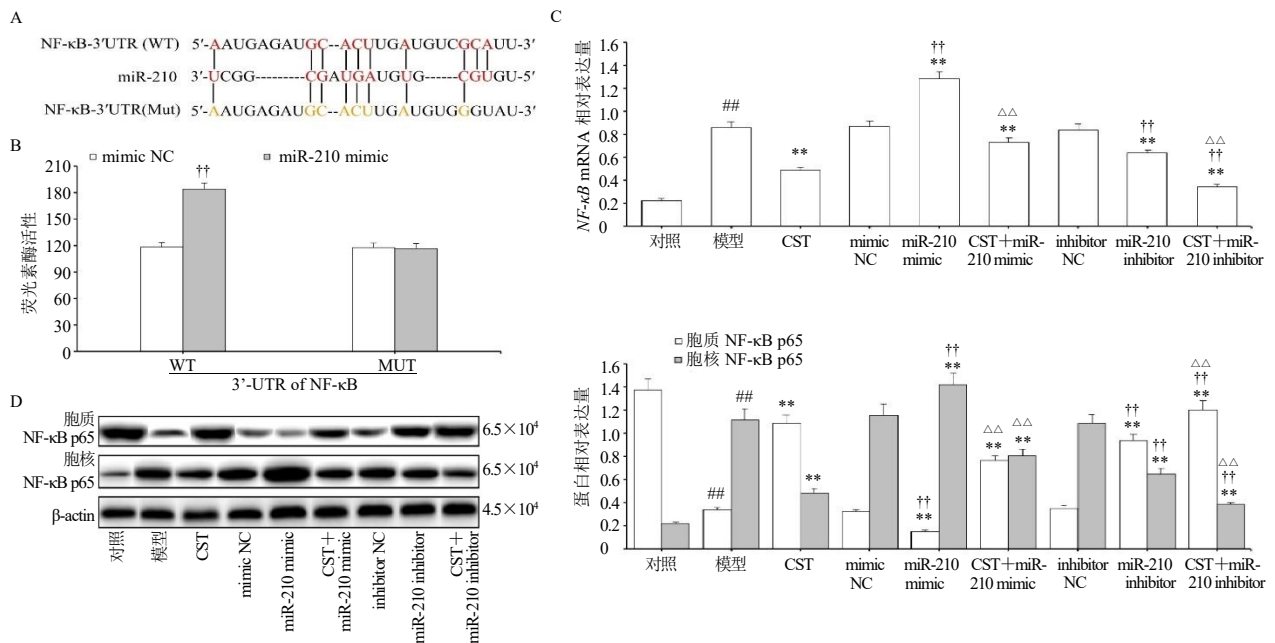 A
NF-κB-3′UTR (WT) 5′-AAUGAGAUGC--ACUUGAUGUCGCAUU-3′
miR-210 3′-UCGG---------CGAUGAUGUG------CGUGU-5′
NF-κB-3′UTR(Mut) 5′-AAUGAGAUGC--ACUUGAUGUGGGUAU-3′
B
mimic NC miR-210 mimic
荧光素酶活性
210
180
150
120
90
60
30
0
††
WT MUT
3’-UTR of NF-κB
C
NF-κB mRNA 相对表达量
1.6
1.4
1.2
1.0
0.8
0.6
0.4
0.2
0
##
**
††
**
△△
**
††
**
△△
††
**
对照 模型 CST mimic NC miR-210 mimic CST＋miR-210 mimic inhibitor NC miR-210 inhibitor CST＋miR-210 inhibitor
D
胞质
NF-κB p65
6.5×10⁴
胞核
NF-κB p65
6.5×10⁴
β-actin
4.5×10⁴
对照
模型
CST
mimic NC
miR-210 mimic
CST＋
miR-210 mimic
inhibitor NC
miR-210 inhibitor
CST＋
miR-210 inhibitor
胞质 NF-κB p65
胞核 NF-κB p65
蛋白相对表达量
1.6
1.4
1.2
1.0
0.8
0.6
0.4
0.2
0
##
##
**
**
††
**
††
**
△△
**
△△
**
††
**
††
**
△△
††
**
△△
††
**
对照 模型 CST mimic NC miR-210 mimic CST＋miR-210 mimic inhibitor NC miR-210 inhibitor CST＋miR-210 inhibitor